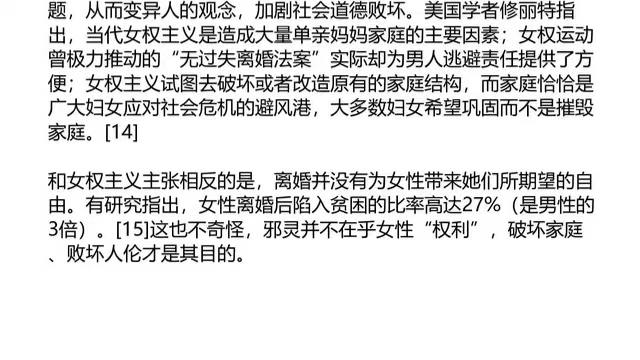 题，从而变异人的观念，加剧社会道德败坏。美国学者修丽特指
出，当代女权主义是造成大量单亲妈妈家庭的主要因素；女权运动
曾极力推动的“无过失离婚法案”实际却为男人逃避责任提供了方
便；女权主义试图去破坏或者改造原有的家庭结构，而家庭恰恰是
广大妇女应对社会危机的避风港，大多数妇女希望巩固而不是摧毁
家庭。[14]
和女权主义主张相反的是，离婚并没有为女性带来她们所期望的自
由。有研究指出，女性离婚后陷入贫困的比率高达27%（是男性的
3倍）。[15]这也不奇怪，邪灵并不在乎女性“权利”，破坏家庭
、败坏人伦才是其目的。